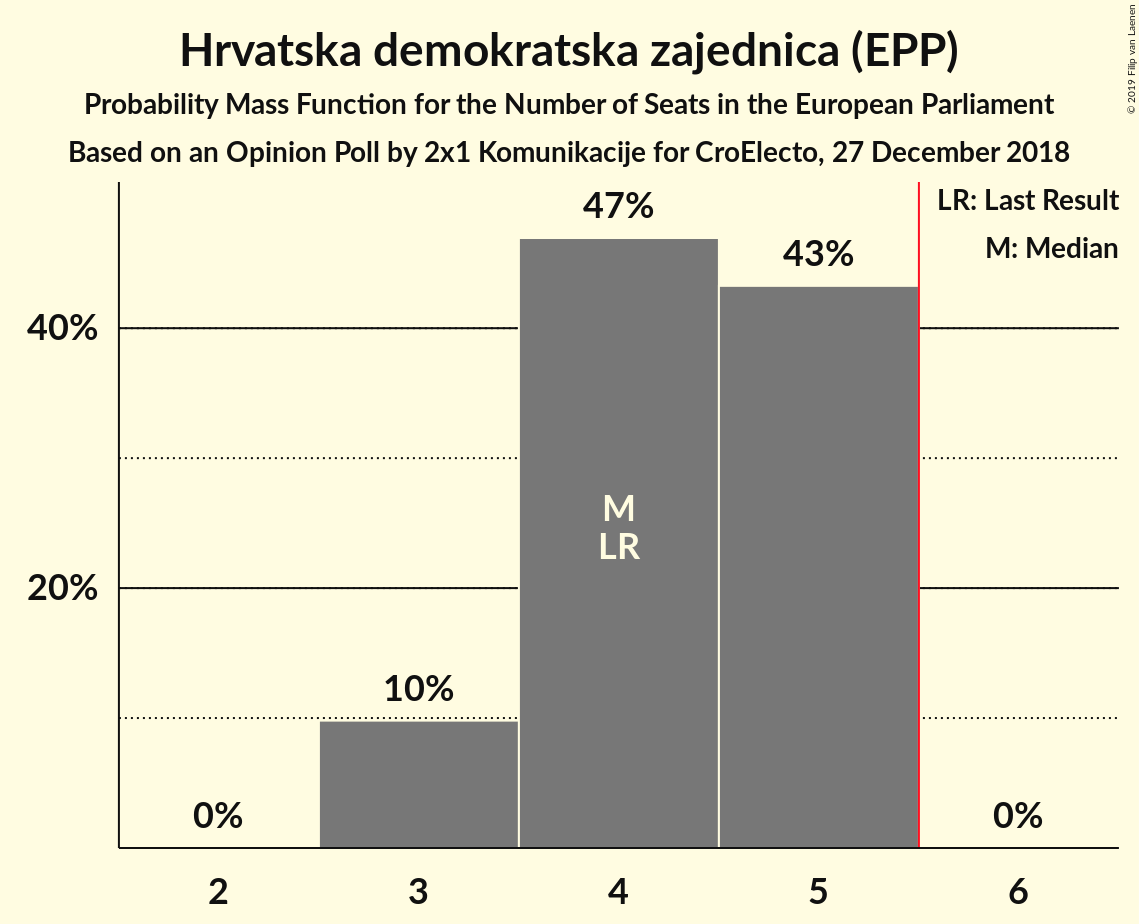 Hrvatska demokratska zajednica (EPP)
Probability Mass Function for the Number of Seats in the European Parliament
Based on an Opinion Poll by 2x1 Komunikacije for CroElecto, 27 December 2018
© 2019 Filip van Laenen
LR: Last Result
M: Median
47%
43%
40%
M
LR
20%
10%
0%
0%
2
3
4
5
6